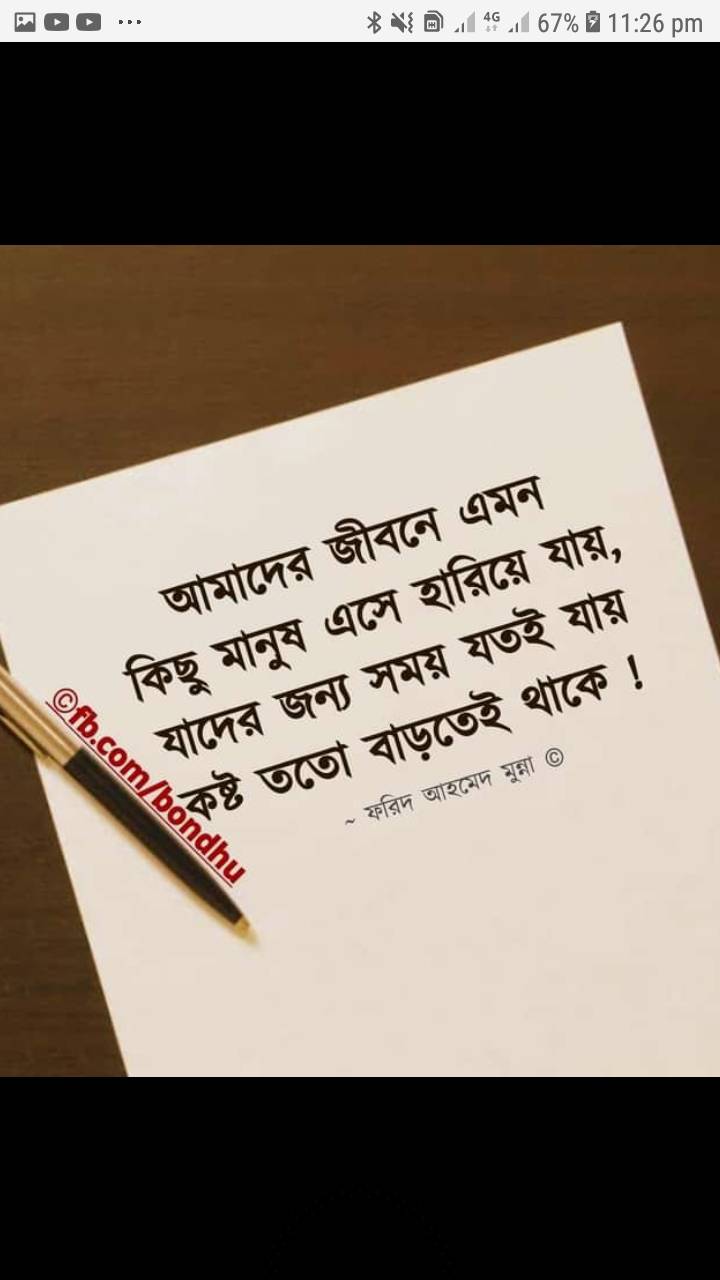 4G 67% 11:26 pm
আমাদের জীবনে এমন
কিছু মানুষ এসে হারিয়ে যায়,
যাদের জন্য সময় যতই যায়
কষ্ট ততো বাড়তেই থাকে !
~ ফরিদ আহমেদ মুন্না ©
©fb.com/bondhu